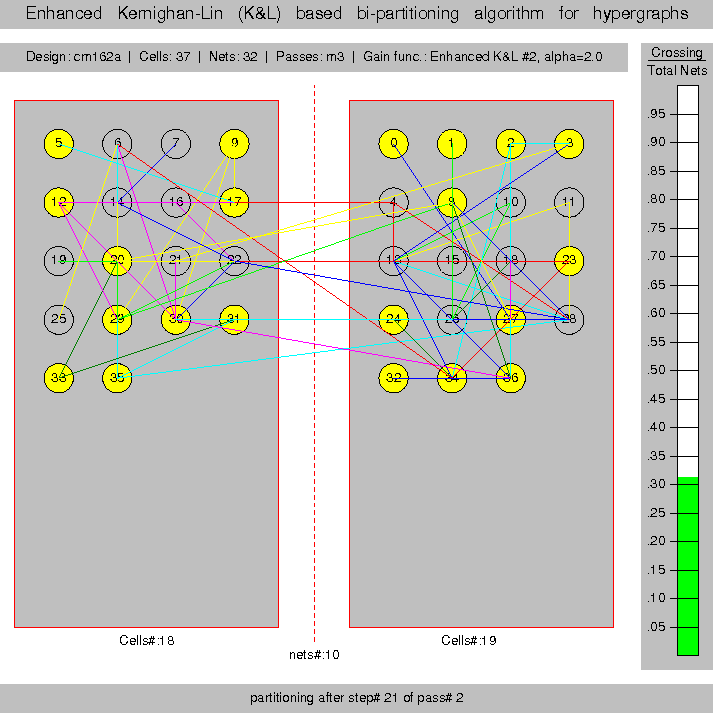 Enhanced Kernighan-Lin (K&L) based bi-partitioning algorithm for hypergraphs
Design: cm162a | Cells: 37 | Nets: 32 | Passes: m3 | Gain func.: Enhanced K&L #2, alpha=2.0
Crossing
Total Nets
5 6 7 9 0 1 2 3
12 14 16 17 4 8 10 11
19 20 21 22 13 15 18 23
25 29 30 31 24 26 27 28
33 35 32 34 36
.95
.90
.85
.80
.75
.70
.65
.60
.55
.50
.45
.40
.35
.30
.25
.20
.15
.10
.05
Cells#:18
Cells#:19
nets#:10
partitioning after step# 21 of pass# 2